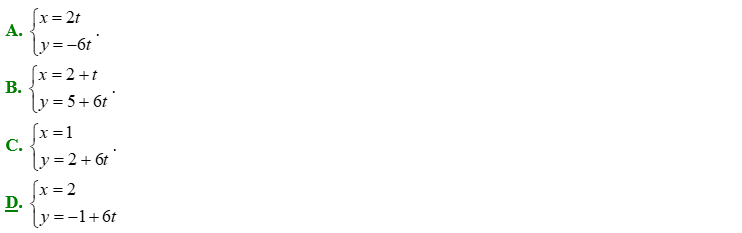 A. { x = 2t
y = −6t .
B. { x = 2 + t
y = 5 + 6t .
C. { x = 1
y = 2 + 6t .
D. { x = 2
y = −1 + 6t